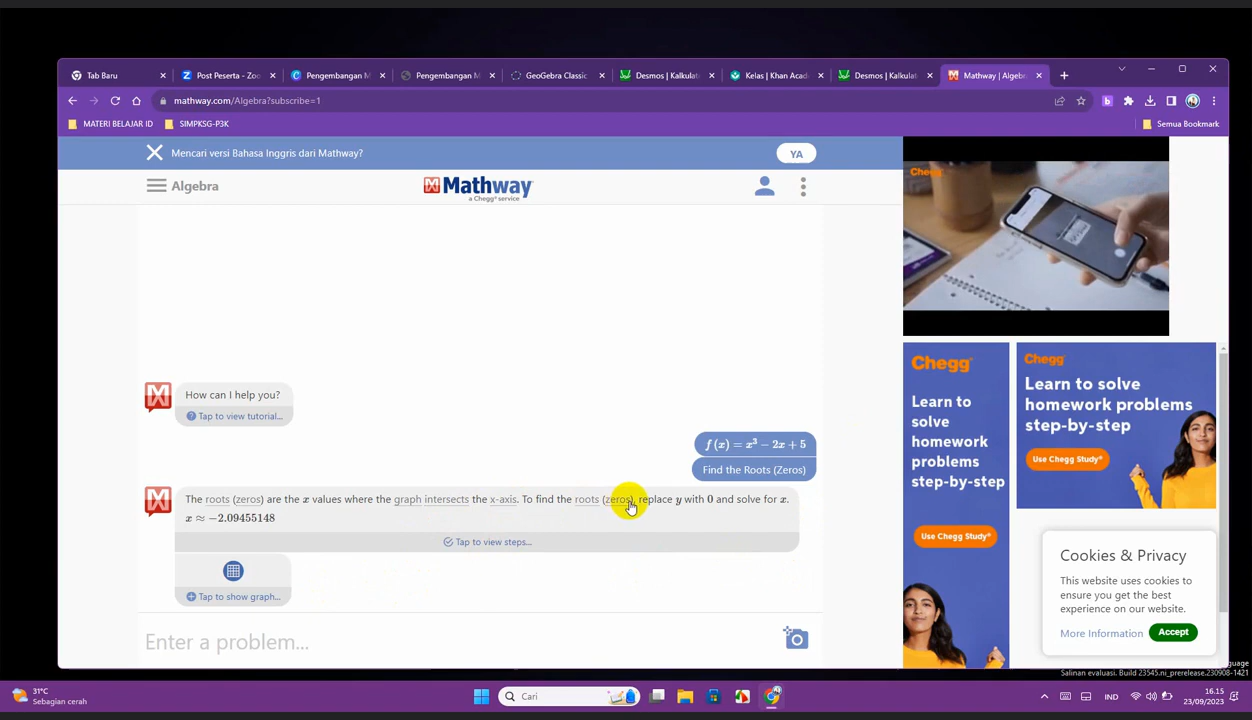 Tab Baru
Post Peserta - Zoo
Pengembangan M
Pengembangan M
GeoGebra Classic
Desmos | Kalkulat
Kelas | Khan Acad
Desmos | Kalkulat
Mathway | Algeb
mathway.com/Algebra?subscribe=1
MATERI BELAJAR ID
SIMPKSG-P3K
Semua Bookmark
Mencari versi Bahasa Inggris dari Mathway?
YA
Algebra
Mathway
a Chegg® service
Chegg
How can I help you?
Tap to view tutorial...
f(x) = x³ − 2x + 5
Find the Roots (Zeros)
The roots (zeros) are the x values where the graph intersects the x-axis. To find the roots (zeros), replace y with 0 and solve for x.
x ≈ −2.09455148
Tap to view steps...
Tap to show graph...
Enter a problem...
Chegg
Learn to
solve
homework
problems
step-by-step
Use Chegg Study®
Chegg
Learn to solve
homework problems
step-by-step
Use Chegg Study®
Cookies & Privacy
This website uses cookies to
ensure you get the best
experience on our website.
More Information
Accept
Salinan evaluasi. Build 23545.ni_prerelease.230908-1421
31°C
Sebagian cerah
Cari
IND
16.15
23/09/2023